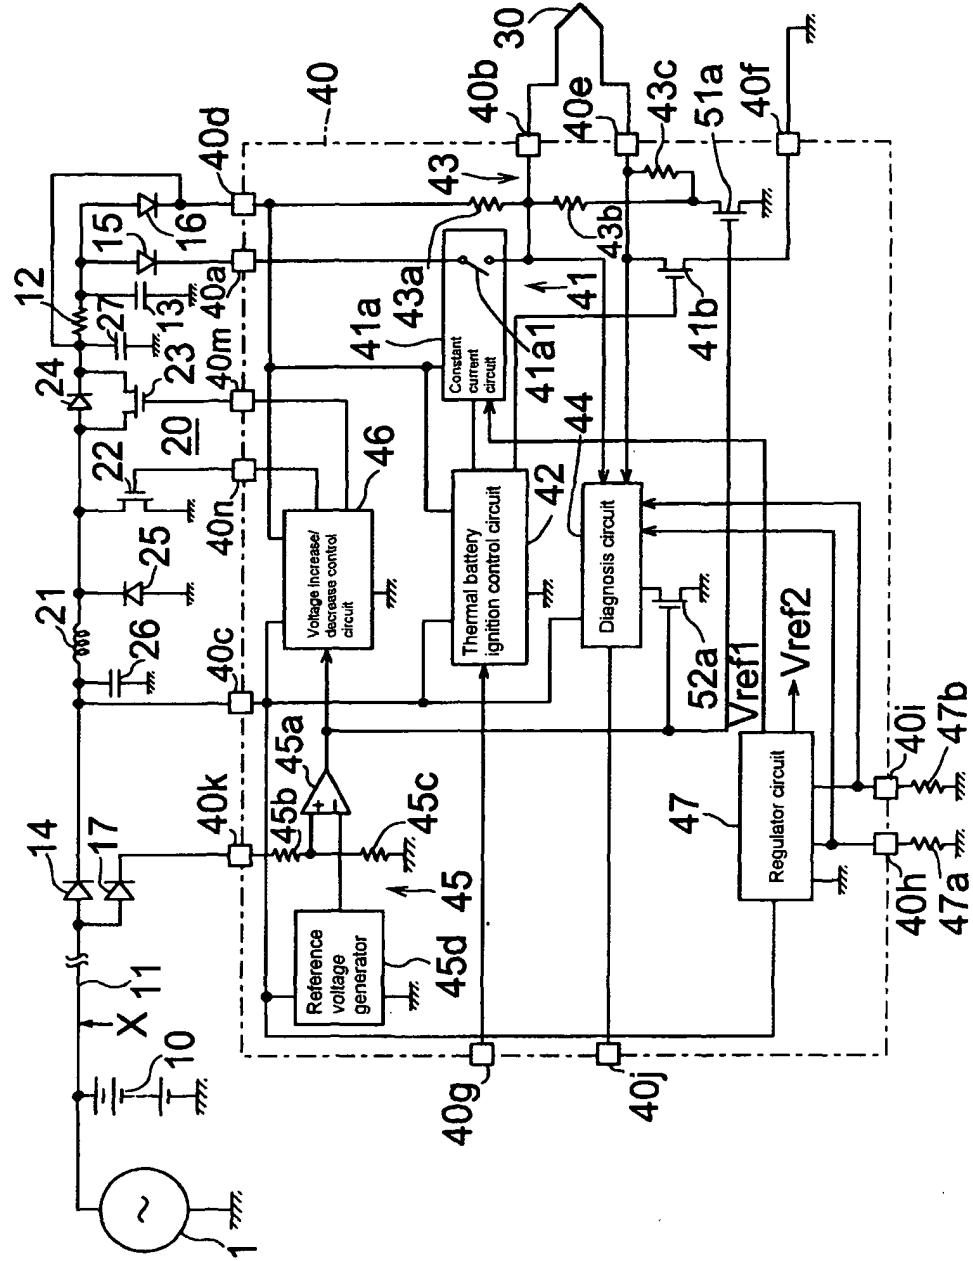 1
10
X
11
14
17
26
21
25
22
24
20
23
27
12
13
15
16
40k
40c
40n
40m
40a
40d
40
Reference
voltage
generator
45d
45
45b
45a
45c
+
−
Voltage increase/
decrease control
circuit
46
Thermal battery
ignition control circuit
42
Constant
current
circuit
41a
41a1
41
43a
43
43b
43c
40b
30
40e
51a
40f
41b
44
Diagnosis circuit
52a
Vref1
Vref2
47
Regulator circuit
40g
40j
40h
47a
40i
47b
~